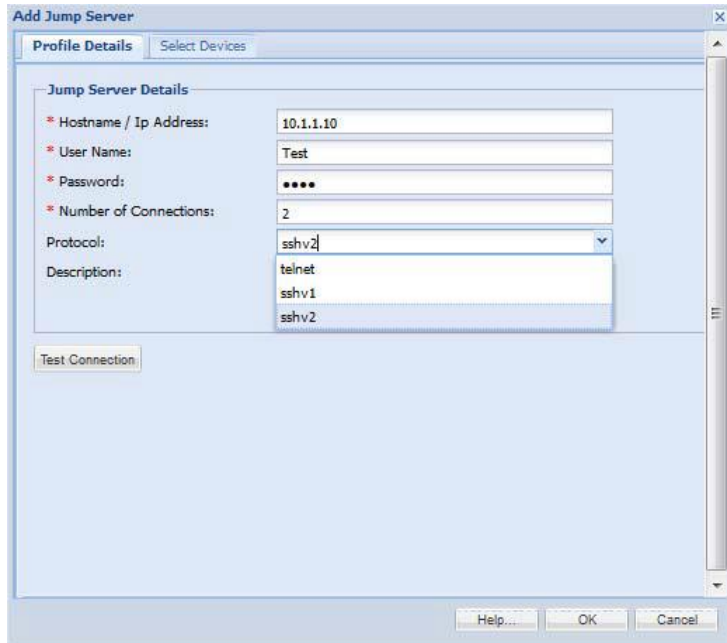 Add Jump Server
Profile Details Select Devices
Jump Server Details
* Hostname / Ip Address: 10.1.1.10
* User Name: Test
* Password: ••••
* Number of Connections: 2
Protocol: sshv2
Description: telnet
sshv1
sshv2
Test Connection
Help... OK Cancel